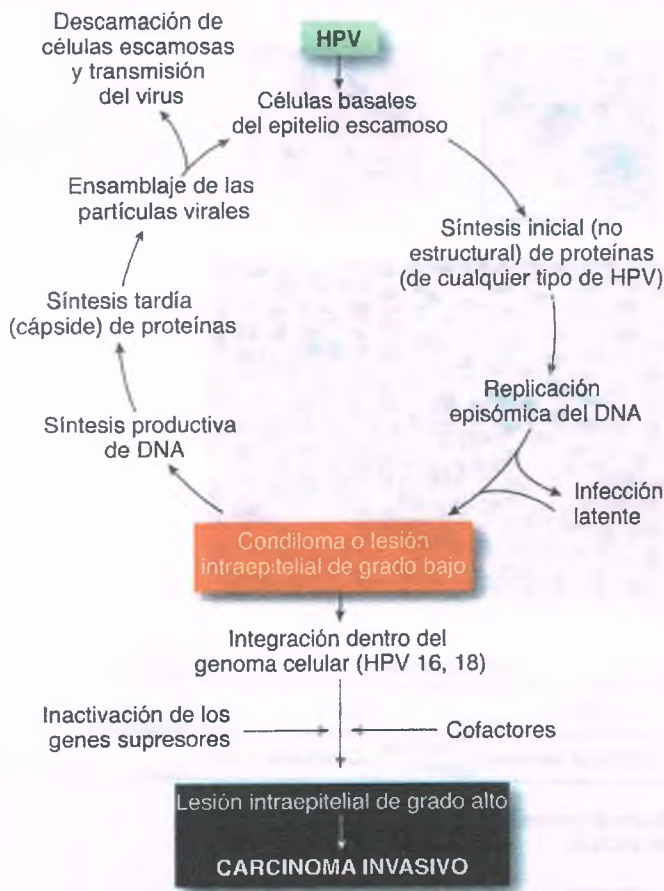 Descamación de
células escamosas
y transmisión
del virus
HPV
Células basales
del epitelio escamoso
Ensamblaje de las
partículas virales
Síntesis inicial (no
estructural) de proteínas
(de cualquier tipo de HPV)
Síntesis tardía
(cápside) de proteínas
Replicación
episómica del DNA
Síntesis productiva
de DNA
Infección
latente
Condiloma o lesión
intraepitelial de grado bajo
Integración dentro del
genoma celular (HPV 16, 18)
Inactivación de los
genes supresores
Cofactores
Lesión intraepitelial de grado alto
CARCINOMA INVASIVO